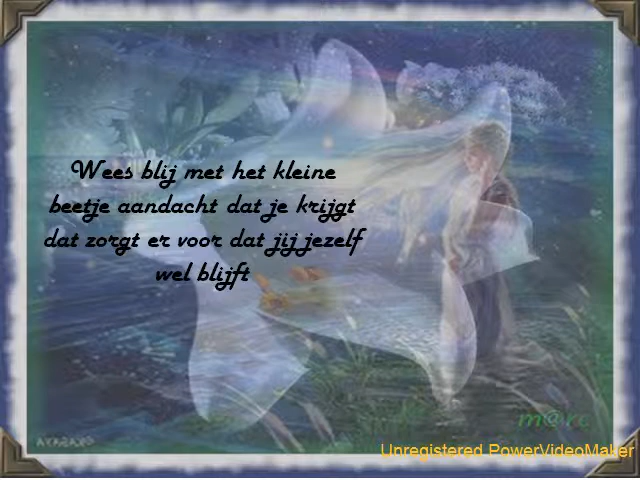 Wees blij met het kleine
beetje aandacht dat je krijgt
dat zorgt er voor dat jij jezelf
wel blijft
m@rc
Unregistered PowerVideoMaker